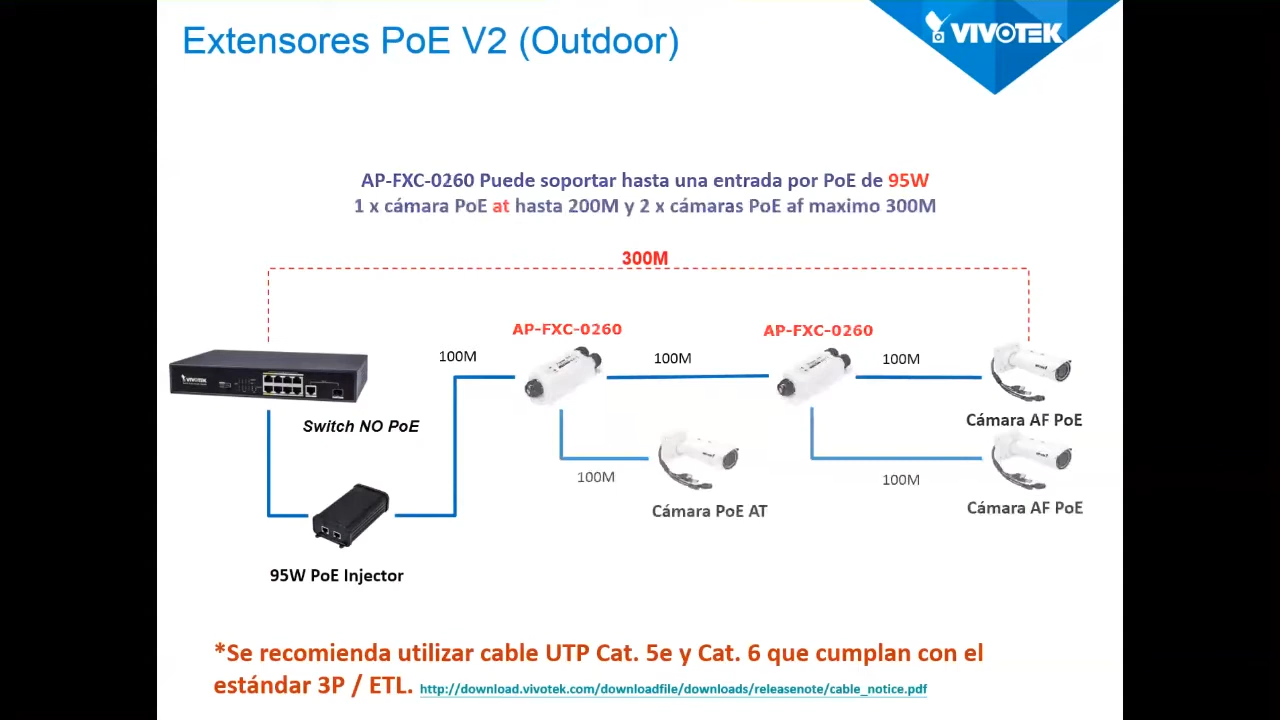 Extensores PoE V2 (Outdoor)
VIVOTEK
AP-FXC-0260 Puede soportar hasta una entrada por PoE de 95W
1 x cámara PoE at hasta 200M y 2 x cámaras PoE af maximo 300M
300M
AP-FXC-0260
AP-FXC-0260
100M
100M
100M
VIVOTEK
Switch NO PoE
Cámara AF PoE
100M
100M
Cámara PoE AT
Cámara AF PoE
95W PoE Injector
*Se recomienda utilizar cable UTP Cat. 5e y Cat. 6 que cumplan con el
estándar 3P / ETL. http://download.vivotek.com/downloadfile/downloads/releasenote/cable_notice.pdf